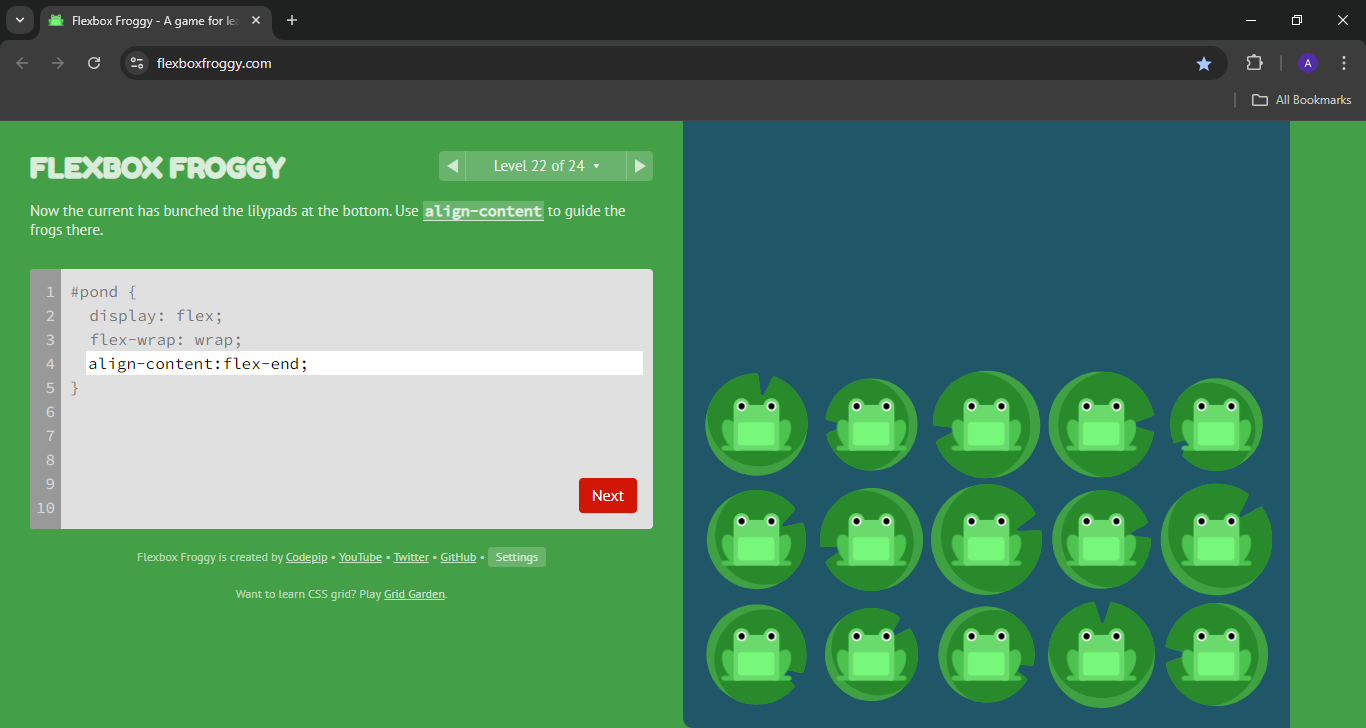 Flexbox Froggy - A game for le
flexboxfroggy.com
A
All Bookmarks
FLEXBOX FROGGY
Level 22 of 24
Now the current has bunched the lilypads at the bottom. Use align-content to guide the
frogs there.
1 #pond {
2 display: flex;
3 flex-wrap: wrap;
4 align-content:flex-end;
5 }
6
7
8
9
10
Next
Flexbox Froggy is created by Codepip • YouTube • Twitter • GitHub • Settings
Want to learn CSS grid? Play Grid Garden.